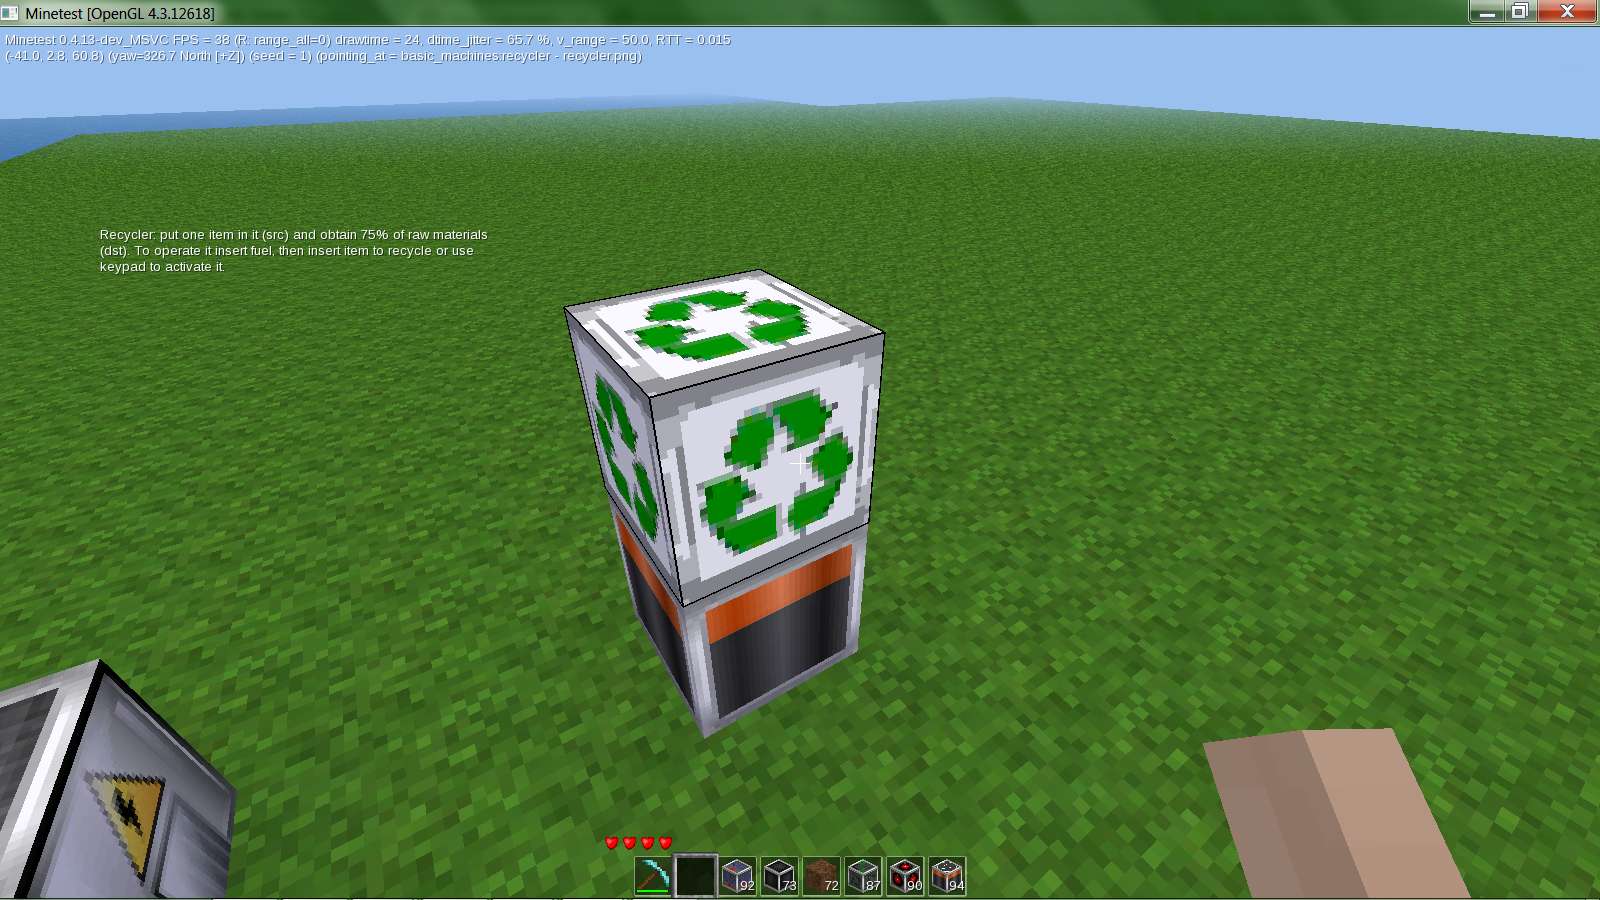 Minetest [OpenGL 4.3.12618]
Minetest 0.4.13-dev_MSVC FPS = 38 (R: range_all=0) drawtime = 24, dtime_jitter = 65.7 %, v_range = 50.0, RTT = 0.015
(-41.0, 2.8, 60.8) (yaw=326.7 North [+Z]) (seed = 1) (pointing_at = basic_machines:recycler - recycler.png)
Recycler: put one item in it (src) and obtain 75% of raw materials
(dst). To operate it insert fuel, then insert item to recycle or use
keypad to activate it.
92 73 72 87 90 94